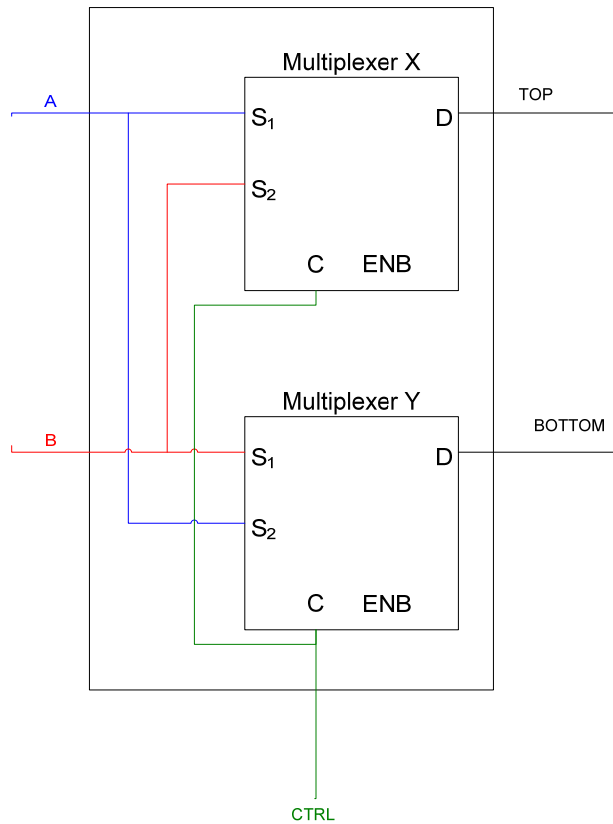 Multiplexer X
A
S₁
D
TOP
S₂
C ENB
Multiplexer Y
B
S₁
D
BOTTOM
S₂
C ENB
CTRL